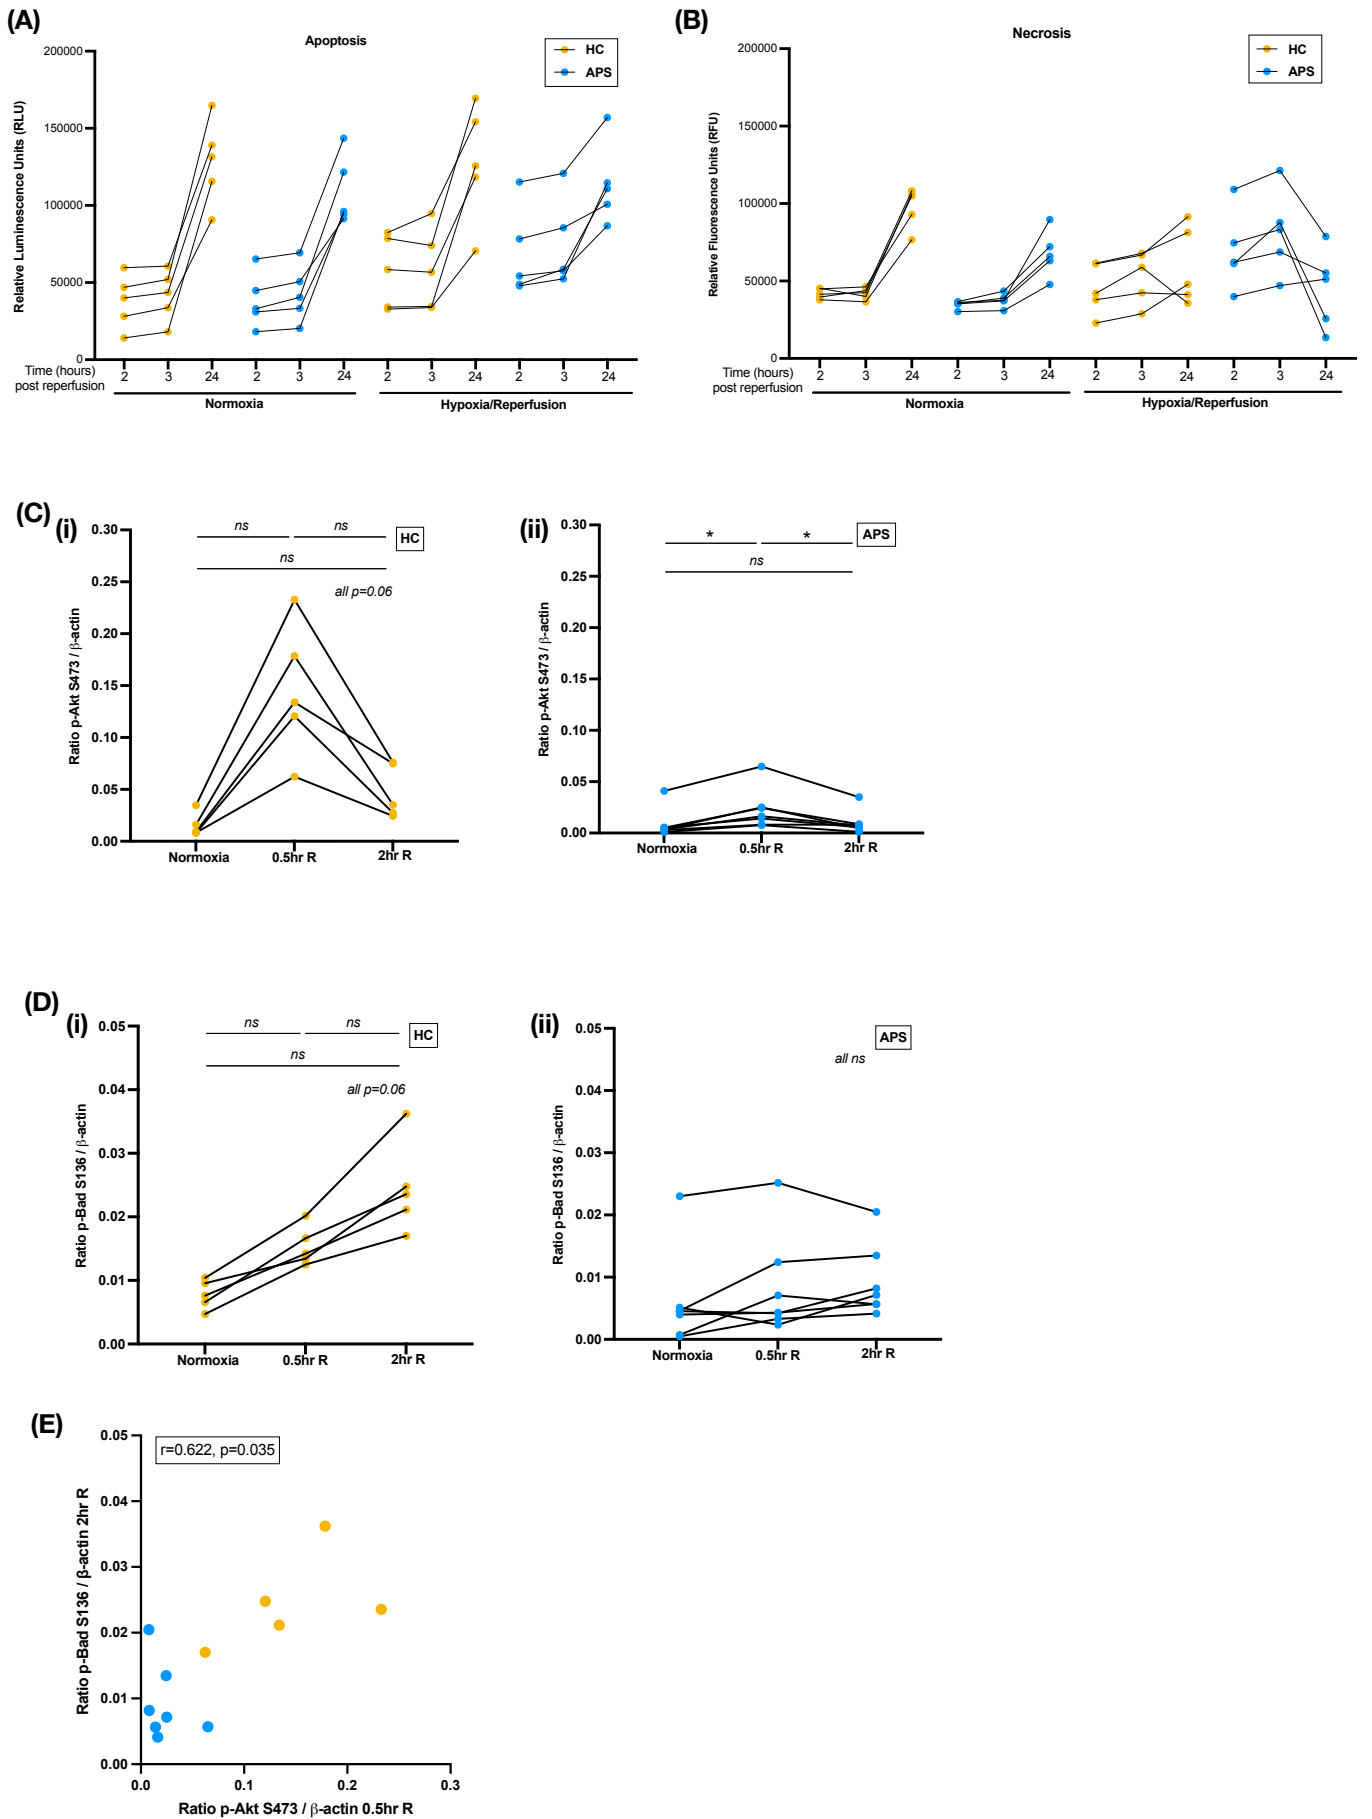 (A)
Apoptosis
HC
APS
Relative Luminescence Units (RLU)
200000
150000
100000
50000
0
Time (hours)
post reperfusion
2 3 24 2 3 24 2 3 24 2 3 24
Normoxia
Hypoxia/Reperfusion
(B)
Necrosis
HC
APS
Relative Fluorescence Units (RFU)
200000
150000
100000
50000
0
Time (hours)
post reperfusion
2 3 24 2 3 24 2 3 24 2 3 24
Normoxia
Hypoxia/Reperfusion
(C)
(i)
HC
ns ns
ns
all p=0.06
Ratio p-Akt S473 / β-actin
0.30
0.25
0.20
0.15
0.10
0.05
0.00
Normoxia 0.5hr R 2hr R
(ii)
APS
* *
ns
Ratio p-Akt S473 / β-actin
0.30
0.25
0.20
0.15
0.10
0.05
0.00
Normoxia 0.5hr R 2hr R
(D)
(i)
HC
ns ns
ns
all p=0.06
Ratio p-Bad S136 / β-actin
0.05
0.04
0.03
0.02
0.01
0.00
Normoxia 0.5hr R 2hr R
(ii)
APS
all ns
Ratio p-Bad S136 / β-actin
0.05
0.04
0.03
0.02
0.01
0.00
Normoxia 0.5hr R 2hr R
(E)
r=0.622, p=0.035
Ratio p-Bad S136 / β-actin 2hr R
0.05
0.04
0.03
0.02
0.01
0.00
0.0 0.1 0.2 0.3
Ratio p-Akt S473 / β-actin 0.5hr R